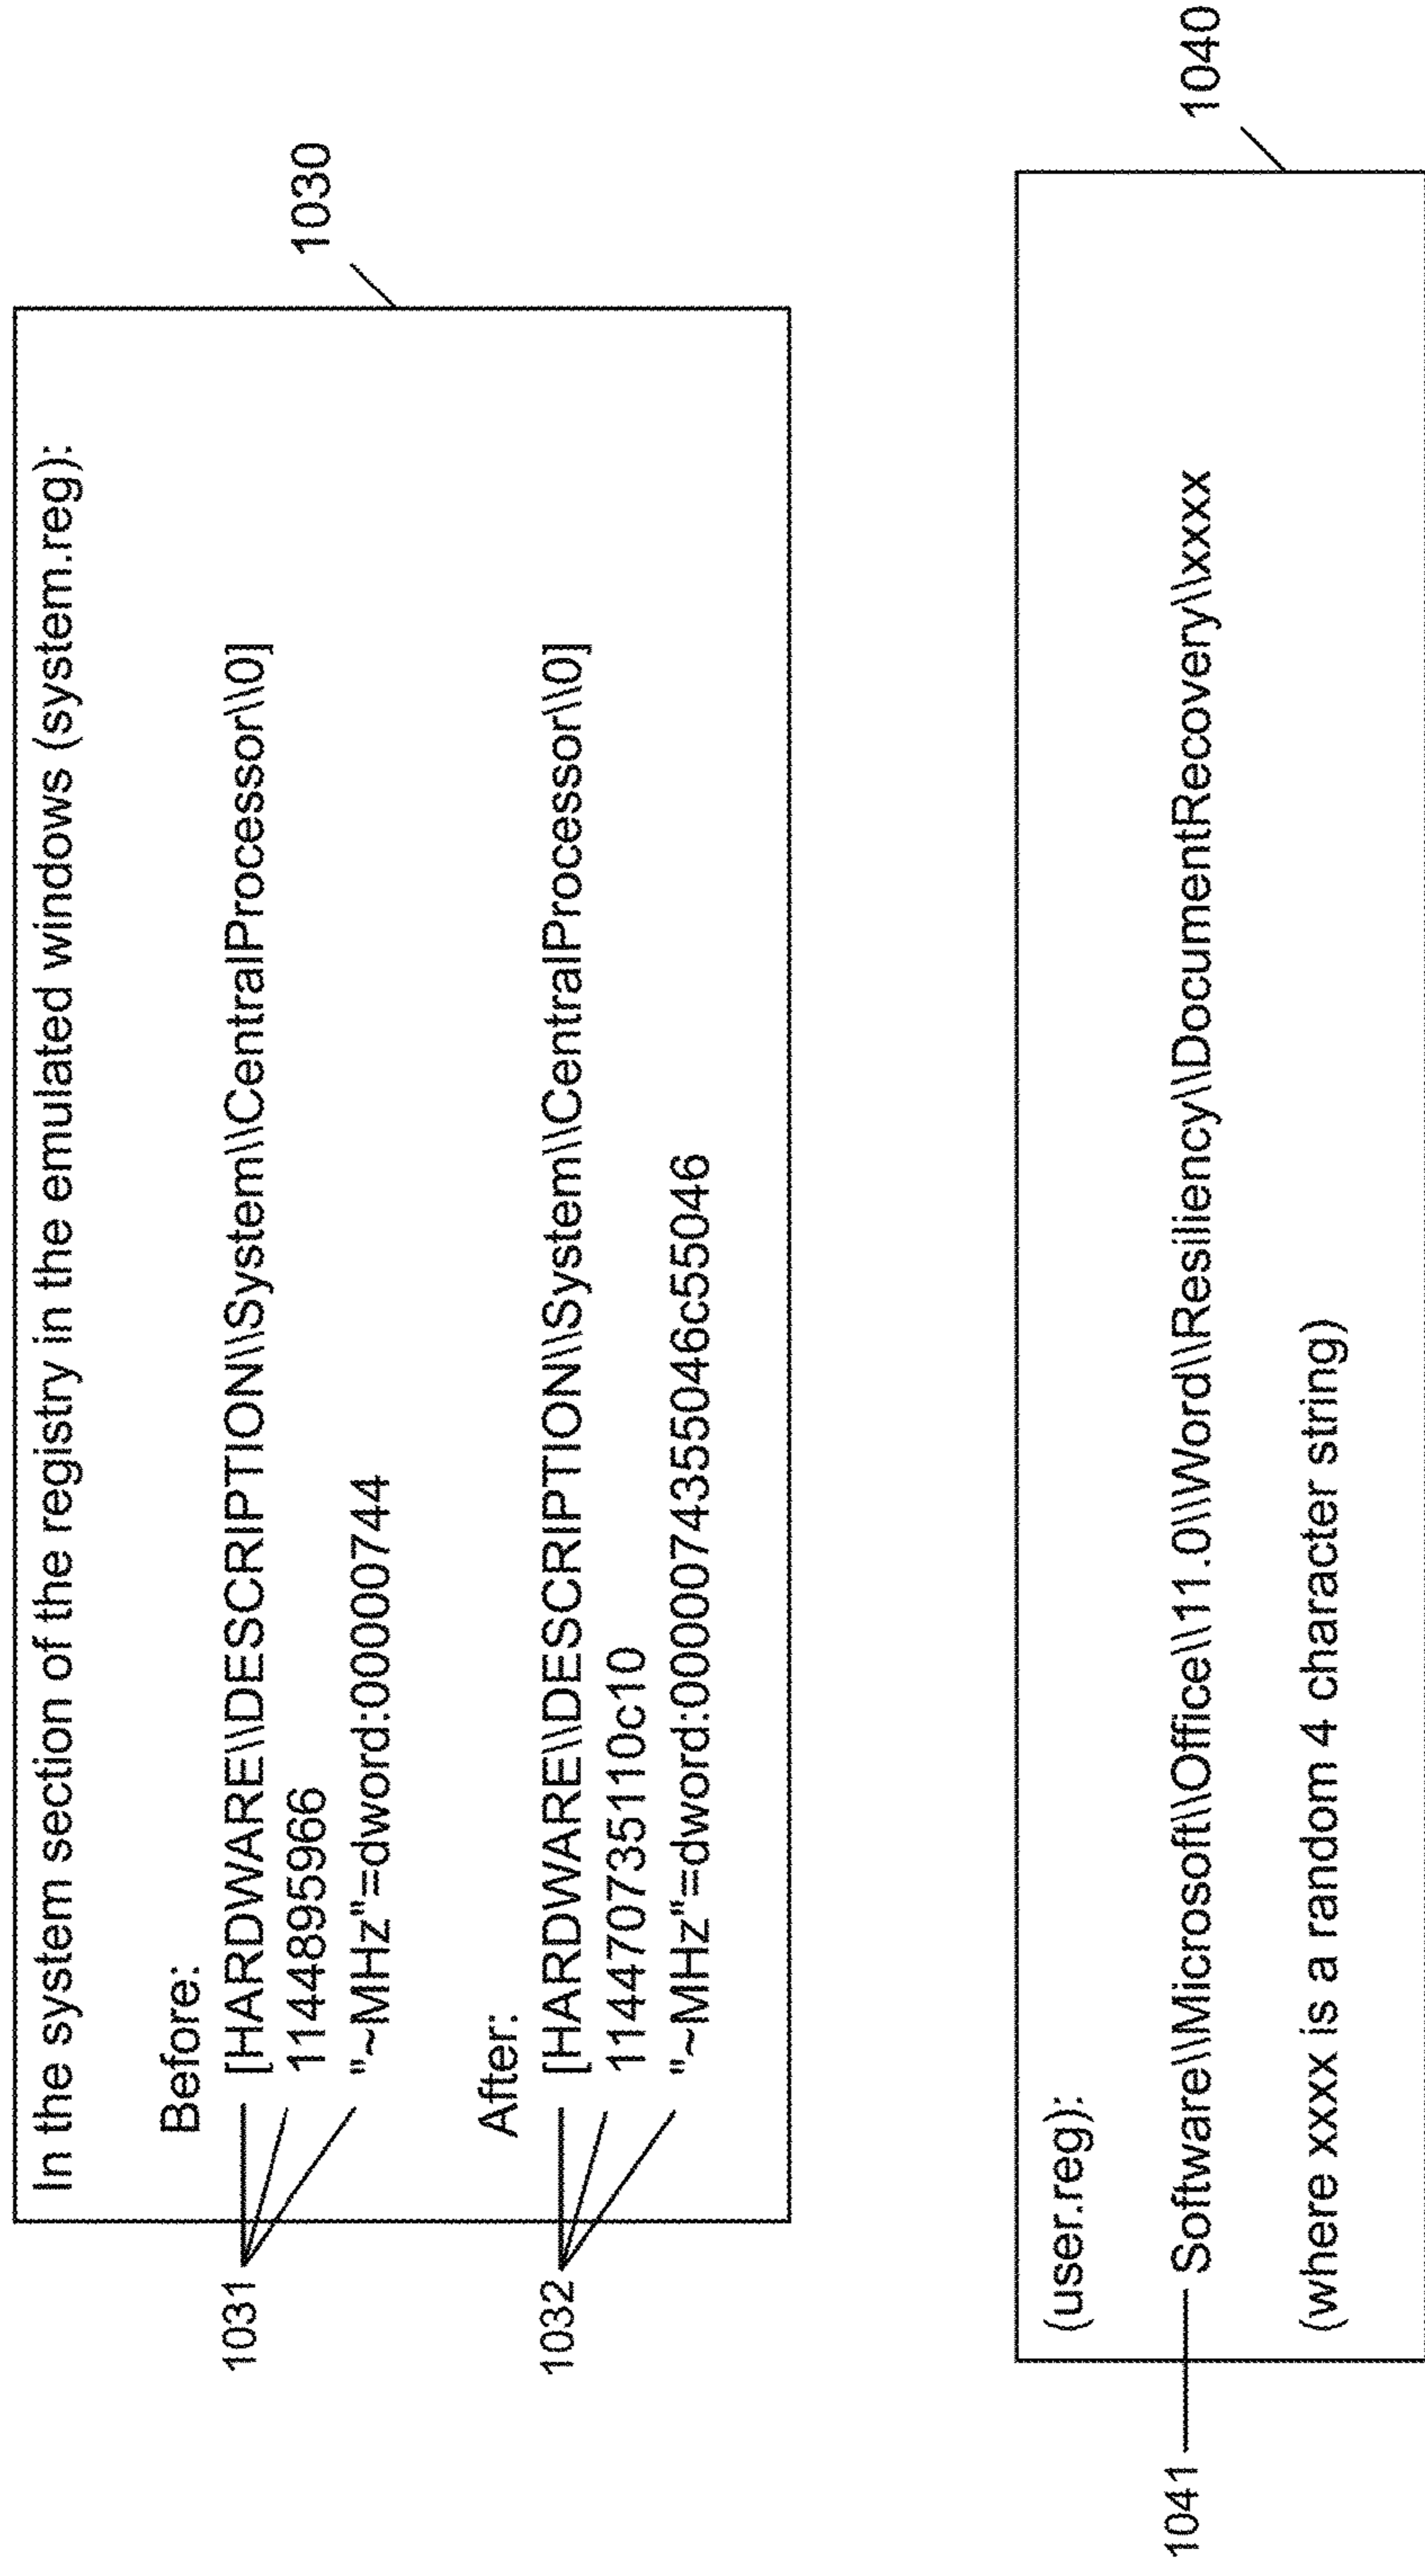 In the system section of the registry in the emulated windows (system.reg):
1030
Before:
[HARDWARE\\DESCRIPTION\\System\\CentralProcessor\\0]
1144895966
"~MHz"=dword:00000744
1031
After:
[HARDWARE\\DESCRIPTION\\System\\CentralProcessor\\0]
114470735110c10
"~MHz"=dword:0000074355046c55046
1032
(user.reg):
1040
1041
Software\\Microsoft\\Office\\11.0\\Word\\Resiliency\\DocumentRecovery\\xxxx
(where xxxx is a random 4 character string)